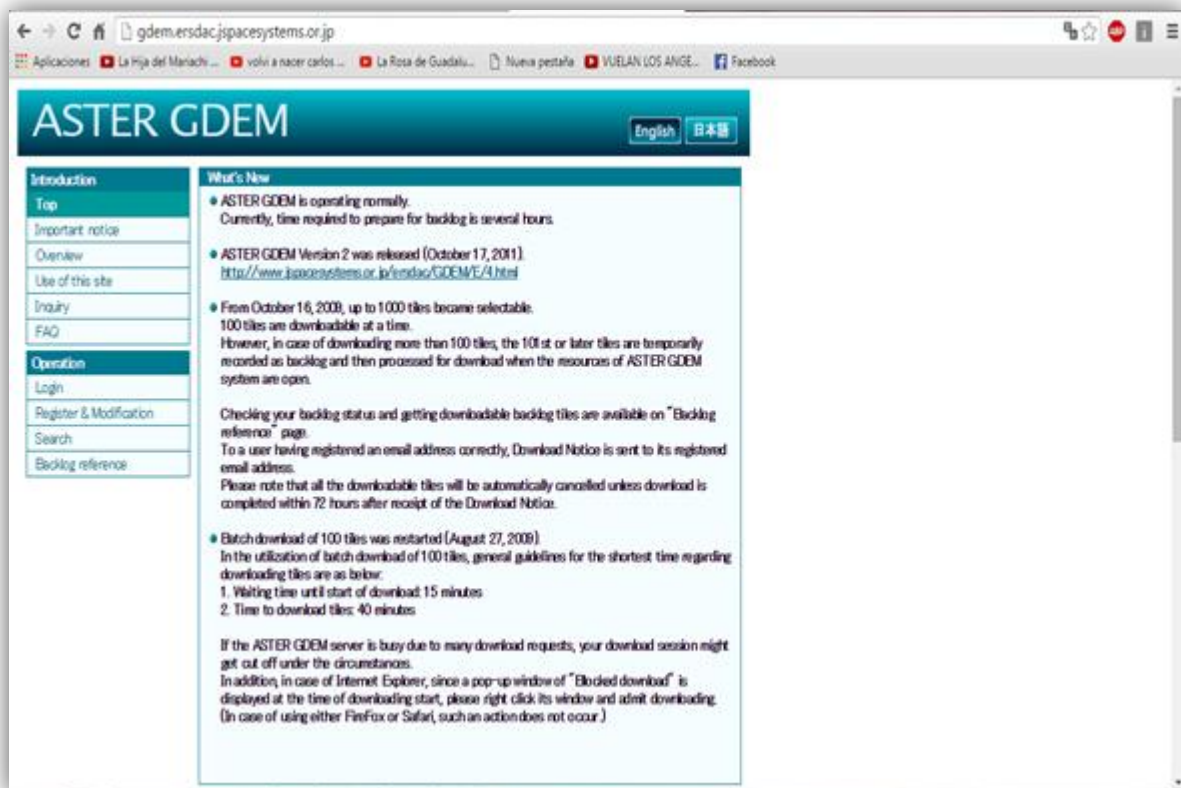 gdem.ersdac.jspacesystems.or.jp
Aplicaciones La Hija del Mariachi ... volvi a nacer carlos ... La Rosa de Guadalu... Nueva pestaña VUELAN LOS ANGE... Facebook
ASTER GDEM
English 日本語
Introduction
Top
Important notice
Overview
Use of this site
Inquiry
FAQ
Operation
Login
Register & Modification
Search
Backlog reference
What's New
ASTER GDEM is operating normally.
Currently, time required to prepare for backlog is several hours.
ASTER GDEM Version 2 was released (October 17, 2011).
http://www.jspacesystems.or.jp/ersdac/GDEM/E/4.html
From October 16, 2009, up to 1000 tiles became selectable.
100 tiles are downloadable at a time.
However, in case of downloading more than 100 tiles, the 101st or later tiles are temporarily
recorded as backlog and then processed for download when the resources of ASTER GDEM
system are open.
Checking your backlog status and getting downloadable backlog tiles are available on "Backlog
reference" page.
To a user having registered an email address correctly, Download Notice is sent to its registered
email address.
Please note that all the downloadable tiles will be automatically cancelled unless download is
completed within 72 hours after receipt of the Download Notice.
Batch download of 100 tiles was restarted (August 27, 2009).
In the utilization of batch download of 100 tiles, general guidelines for the shortest time regarding
downloading tiles are as below:
1. Waiting time until start of download: 15 minutes
2. Time to download tiles: 40 minutes
If the ASTER GDEM server is busy due to many download requests, your download session might
get cut off under the circumstances.
In addition, in case of Internet Explorer, since a pop-up window of "Blocked download" is
displayed at the time of downloading start, please right click its window and admit downloading.
(In case of using either FireFox or Safari, such an action does not occur.)